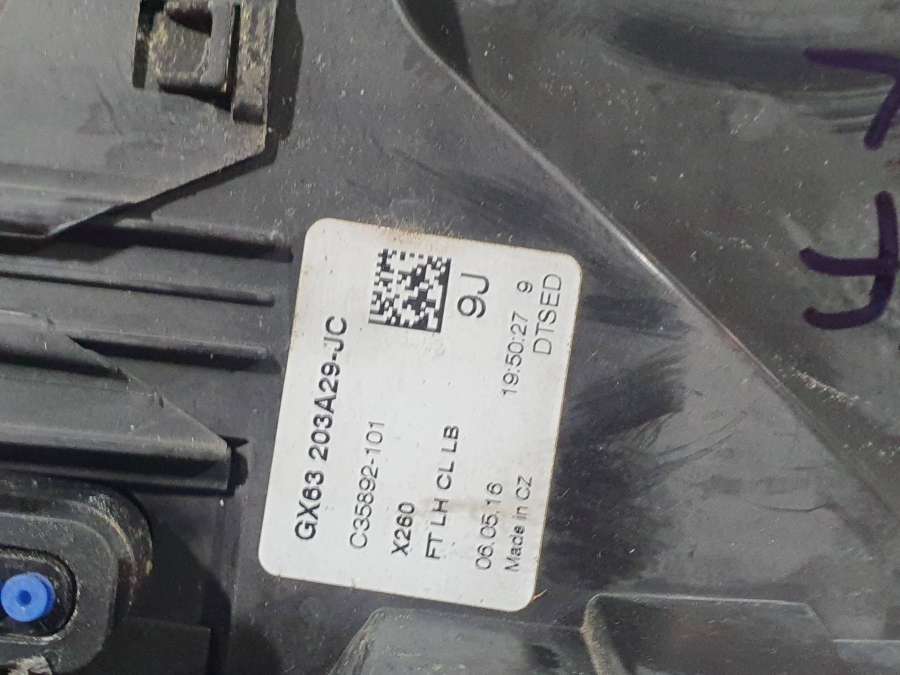 GX63 203A29-JC
C35892-101
X260
FT LH CL LB
9J
06.05.16 19:50:27 9
Made in CZ DTSED